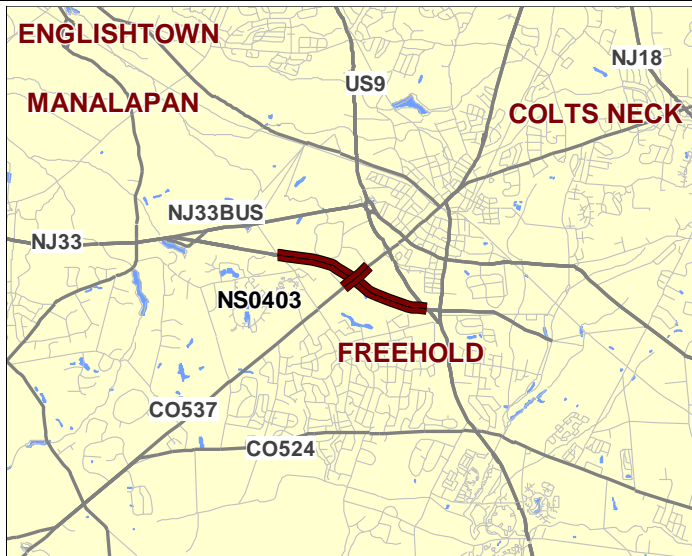 ENGLISHTOWN
NJ18
US9
MANALAPAN
COLTS NECK
NJ33BUS
NJ33
NS0403
FREEHOLD
CO537
CO524